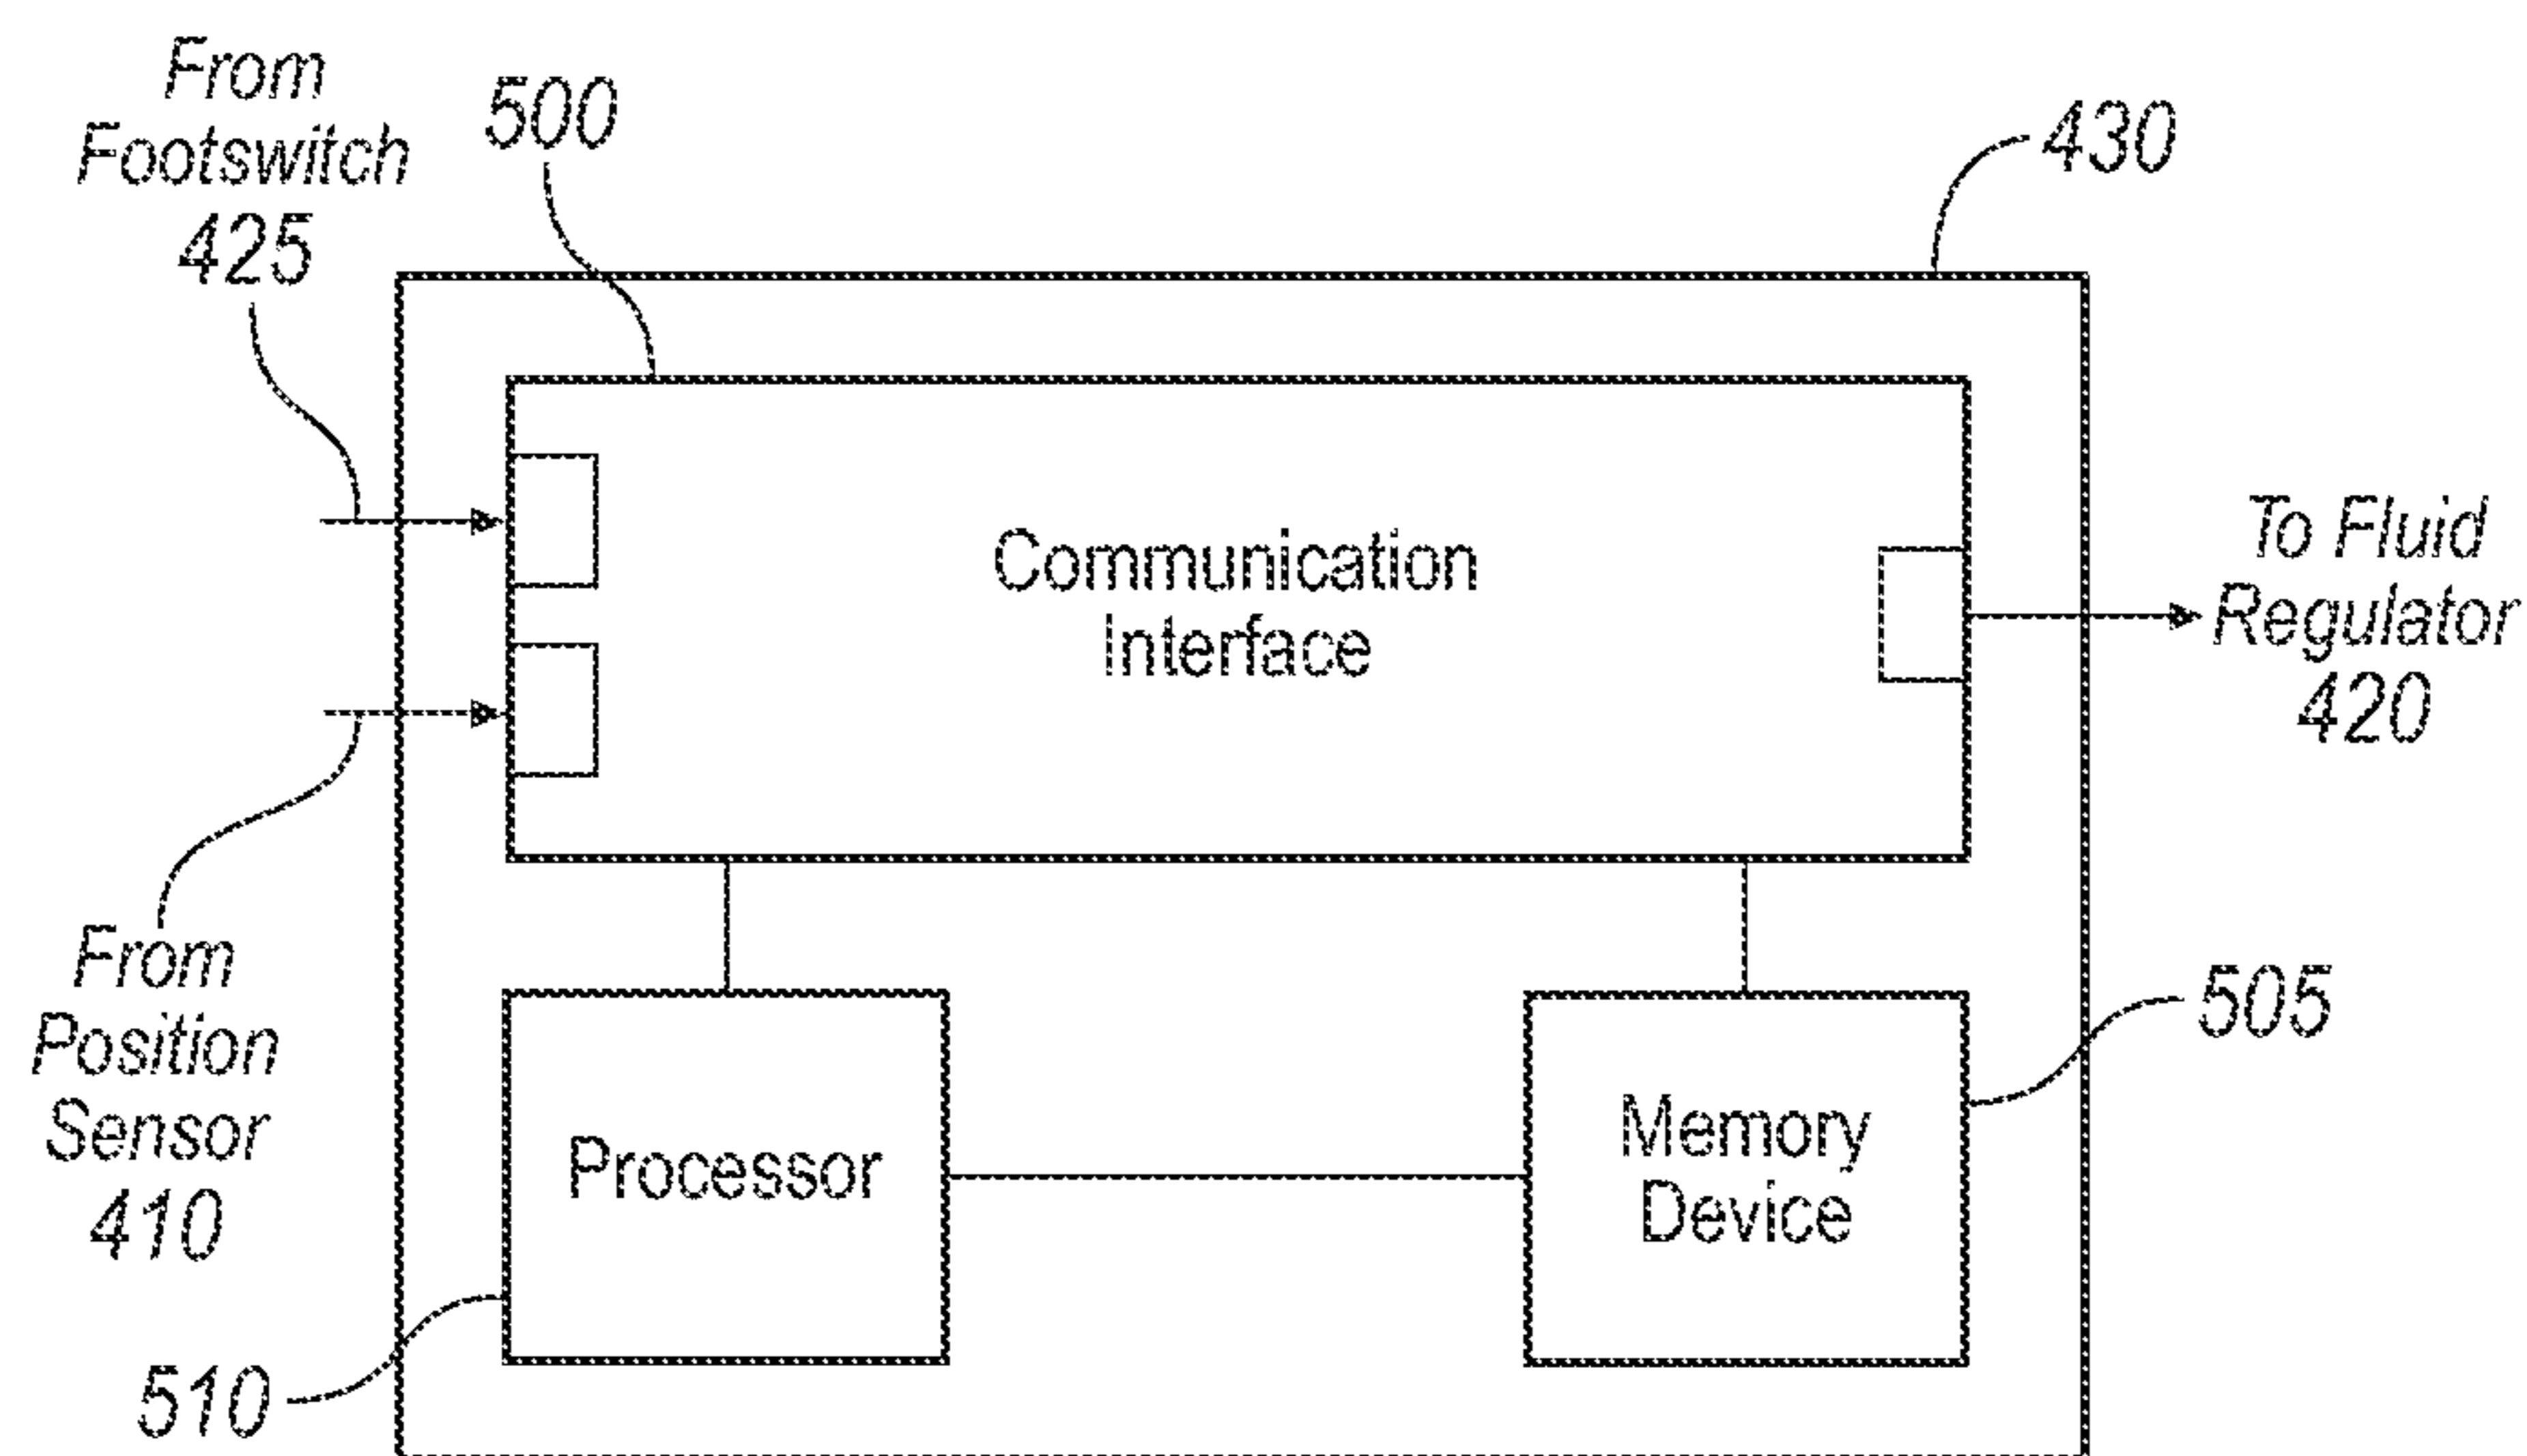 From
Footswitch
425
500
430
Communication
Interface
To Fluid
Regulator
420
From
Position
Sensor
410
505
Processor
Memory
Device
510